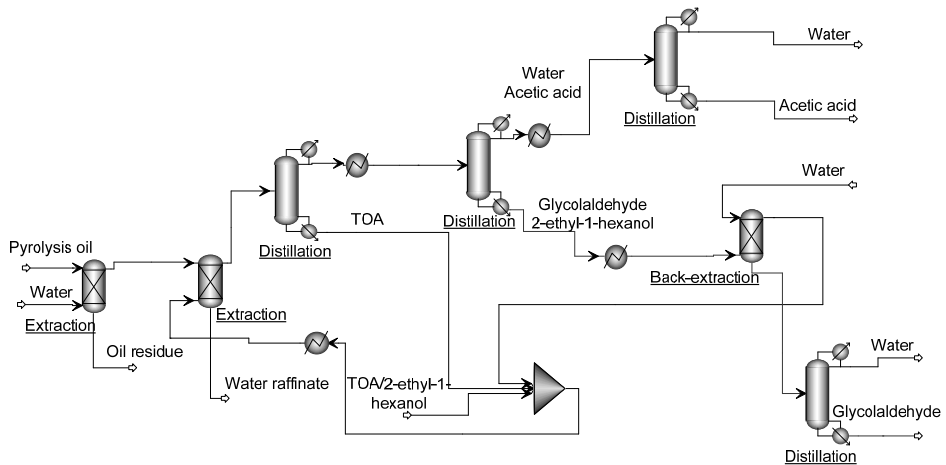 Water
Water
Acetic acid
Acetic acid
Distillation
Water
Glycolaldehyde
2-ethyl-1-hexanol
TOA
Distillation
Distillation
Pyrolysis oil
Back-extraction
Water
Extraction
Extraction
Oil residue
Water
Water raffinate
TOA/2-ethyl-1-
hexanol
Glycolaldehyde
Distillation